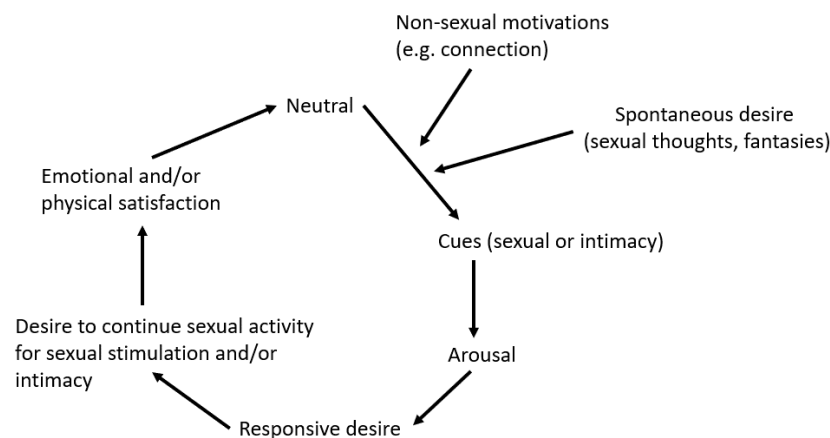 Non-sexual motivations
(e.g. connection)
Neutral
Spontaneous desire
(sexual thoughts, fantasies)
Emotional and/or
physical satisfaction
Cues (sexual or intimacy)
Desire to continue sexual activity
for sexual stimulation and/or
intimacy
Arousal
Responsive desire